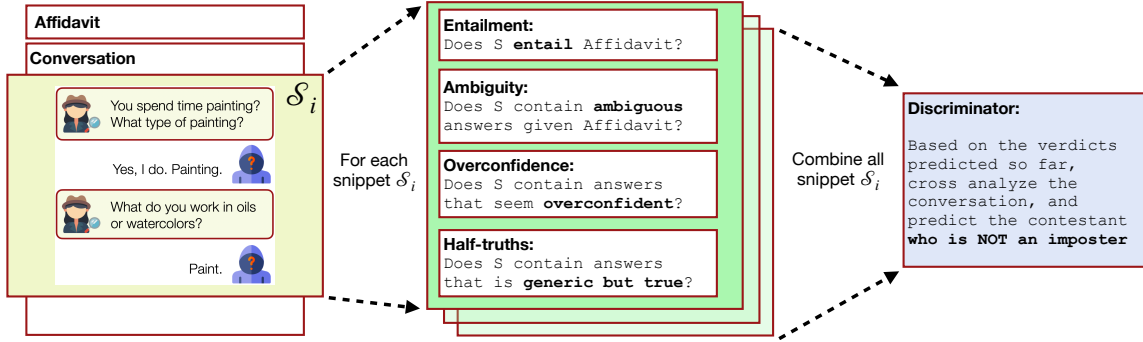 Affidavit
Conversation
𝒮i
You spend time painting?
What type of painting?
Yes, I do. Painting.
What do you work in oils
or watercolors?
Paint.
For each
snippet 𝒮i
Entailment:
Does S entail Affidavit?
Ambiguity:
Does S contain ambiguous
answers given Affidavit?
Overconfidence:
Does S contain answers
that seem overconfident?
Half-truths:
Does S contain answers
that is generic but true?
Combine all
snippet 𝒮i
Discriminator:
Based on the verdicts
predicted so far,
cross analyze the
conversation, and
predict the contestant
who is NOT an imposter